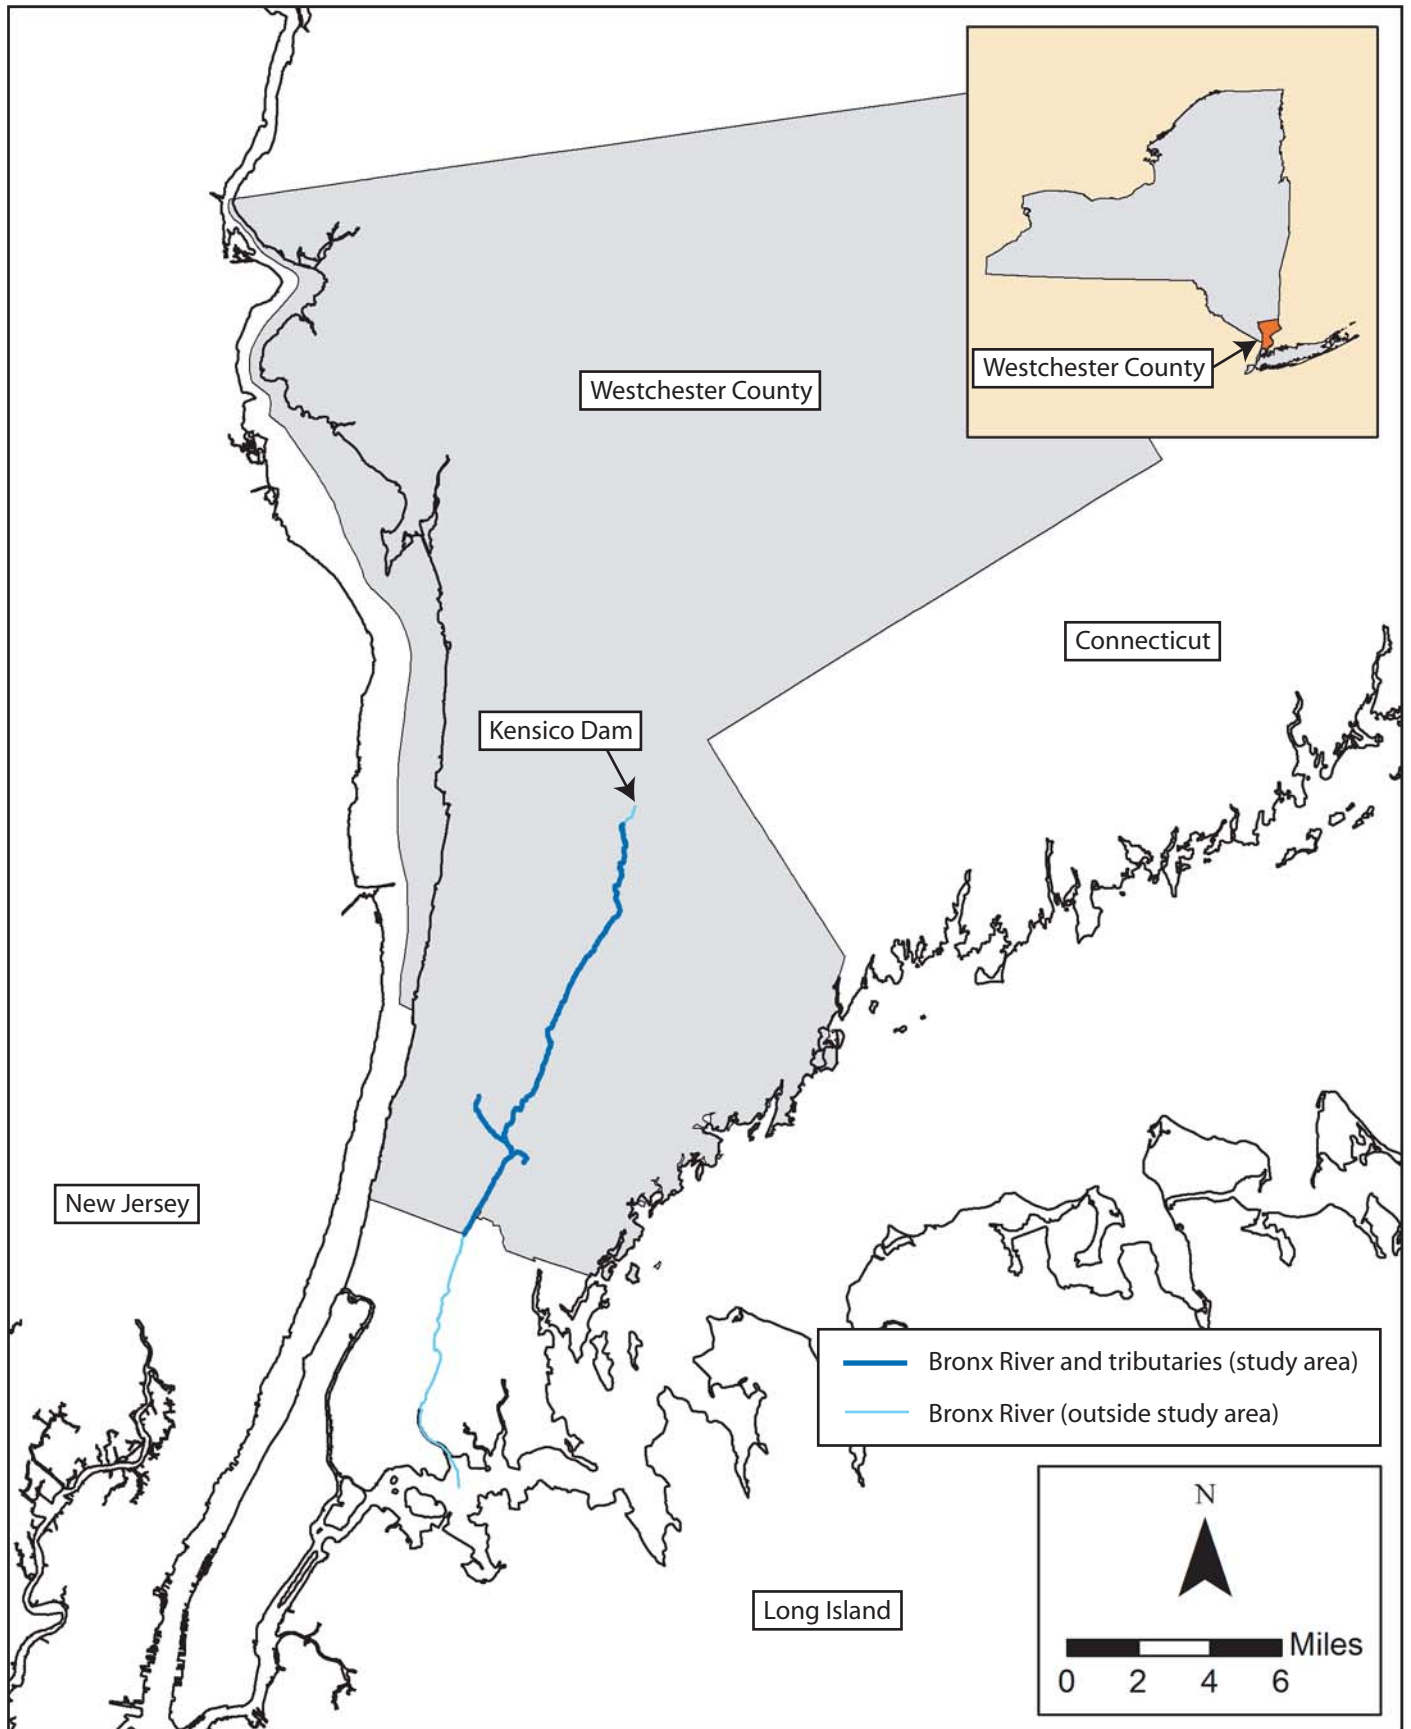 Westchester County
Westchester County
Connecticut
Kensico Dam
New Jersey
Bronx River and tributaries (study area)
Bronx River (outside study area)
N
Long Island
Miles
0 2 4 6